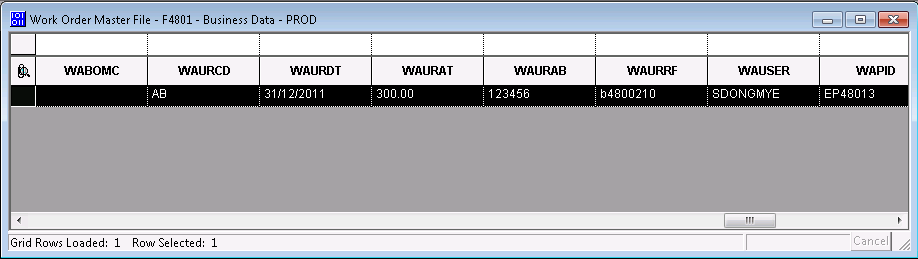 Work Order Master File - F4801 - Business Data - PROD
WABOMC WAURCD WAURDT WAURAT WAURAB WAURRF WAUSER WAPID
AB 31/12/2011 300.00 123456 b4800210 SDONGMYE EP48013
Grid Rows Loaded: 1 Row Selected: 1 Cancel